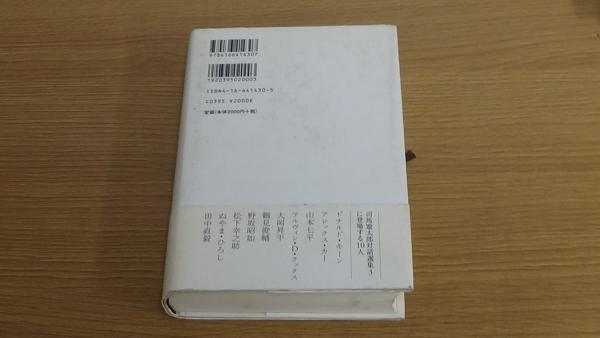 9784166414307
1920395020003
ISBN4-16-641430-5
C0395 ¥2000E
定価(本体2000円+税)
司馬遼太郎対話選集3
に登場する10人
ドナルド・キーン
アレックス・カー
山本七平
アルヴィン・D・クックス
大岡昇平
鶴見俊輔
野坂昭如
松下幸之助
ぬやま・ひろし
田中直毅